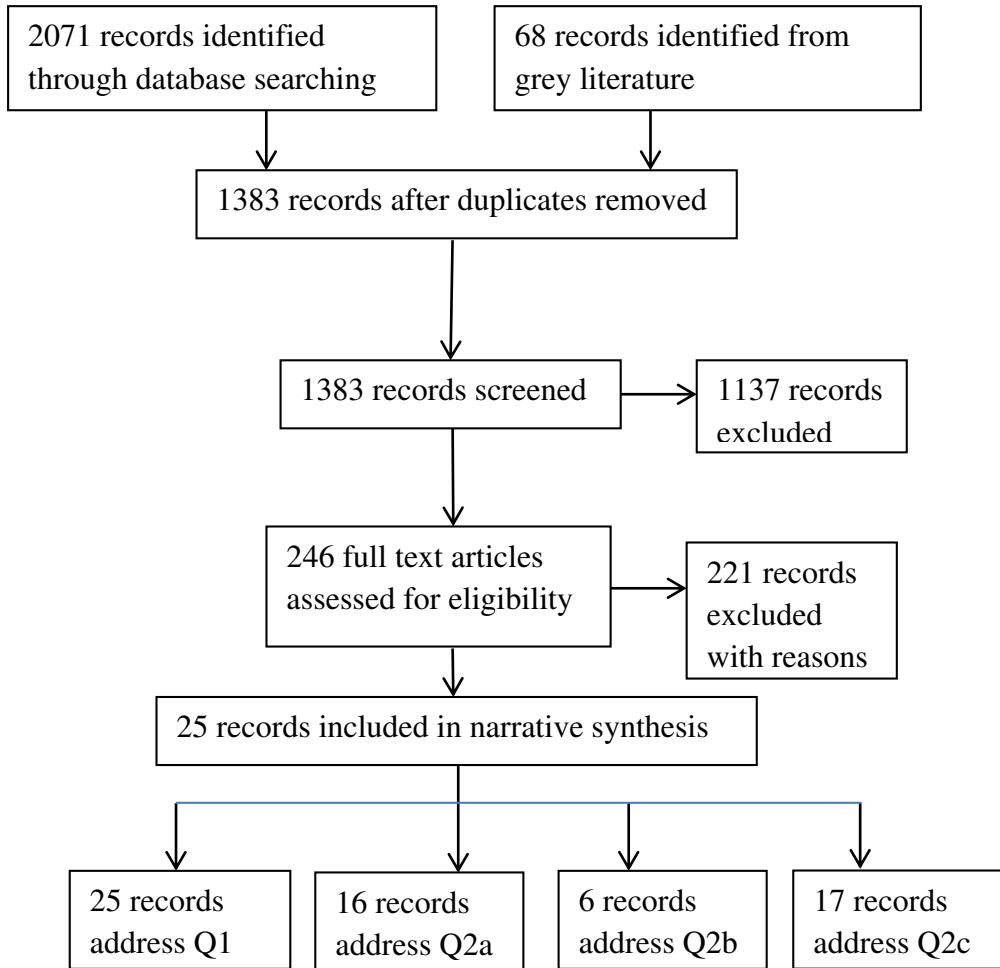 2071 records identified
through database searching
68 records identified from
grey literature
1383 records after duplicates removed
1383 records screened
1137 records
excluded
246 full text articles
assessed for eligibility
221 records
excluded
with reasons
25 records included in narrative synthesis
25 records
address Q1
16 records
address Q2a
6 records
address Q2b
17 records
address Q2c